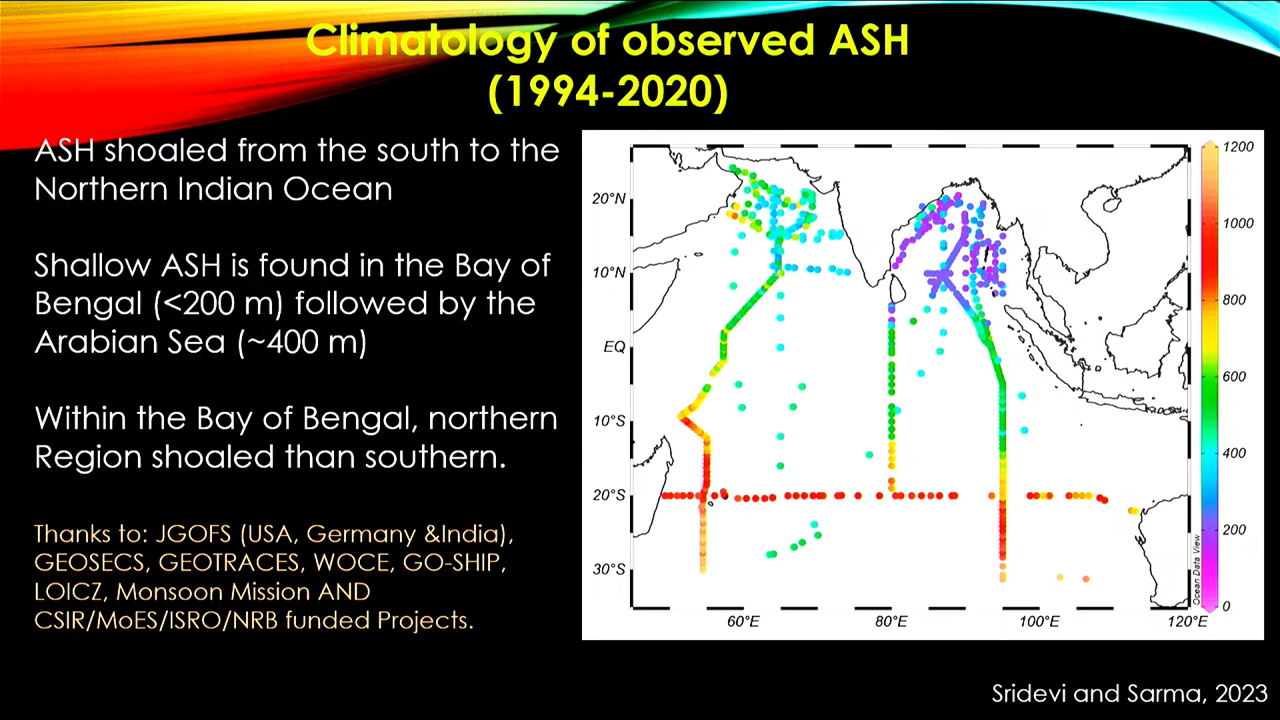 Climatology of observed ASH
(1994-2020)
ASH shoaled from the south to the
Northern Indian Ocean
Shallow ASH is found in the Bay of
Bengal (<200 m) followed by the
Arabian Sea (~400 m)
Within the Bay of Bengal, northern
Region shoaled than southern.
Thanks to: JGOFS (USA, Germany &India),
GEOSECS, GEOTRACES, WOCE, GO-SHIP,
LOICZ, Monsoon Mission AND
CSIR/MoES/ISRO/NRB funded Projects.
20°N
10°N
EQ
10°S
20°S
30°S
60°E
80°E
100°E
120°E
Ocean Data View
1200
1000
800
600
400
200
0
Sridevi and Sarma, 2023